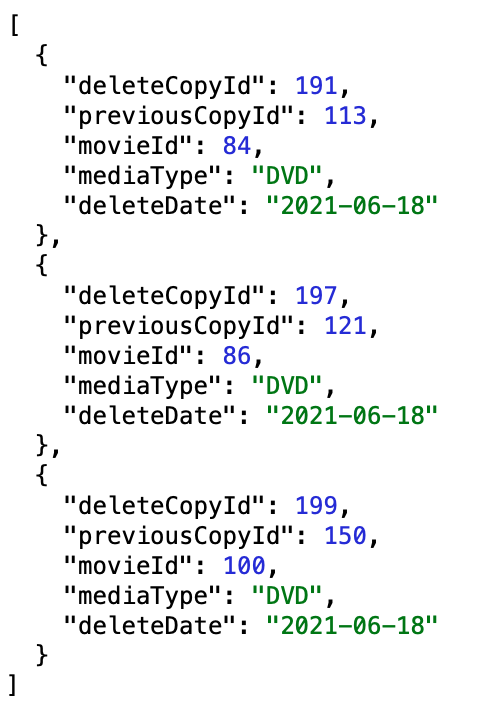 [
  {
    "deleteCopyId": 191,
    "previousCopyId": 113,
    "movieId": 84,
    "mediaType": "DVD",
    "deleteDate": "2021-06-18"
  },
  {
    "deleteCopyId": 197,
    "previousCopyId": 121,
    "movieId": 86,
    "mediaType": "DVD",
    "deleteDate": "2021-06-18"
  },
  {
    "deleteCopyId": 199,
    "previousCopyId": 150,
    "movieId": 100,
    "mediaType": "DVD",
    "deleteDate": "2021-06-18"
  }
]